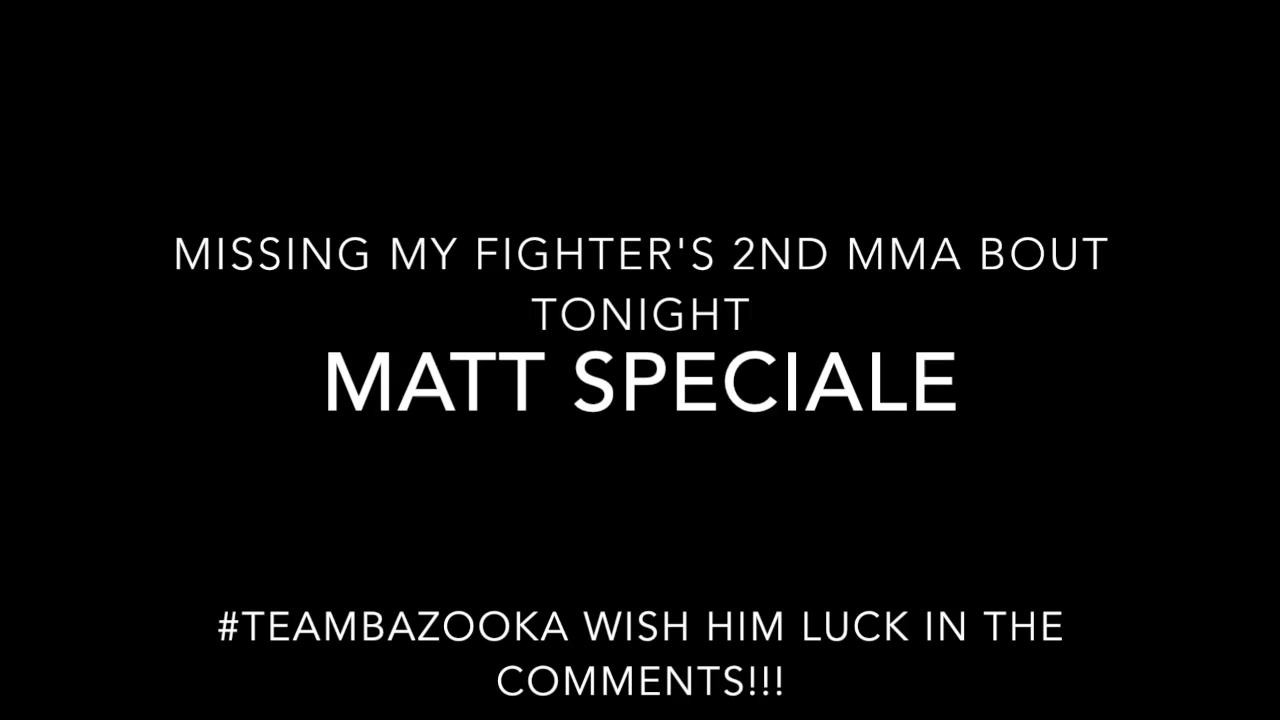 MISSING MY FIGHTER'S 2ND MMA BOUT
TONIGHT
MATT SPECIALE
#TEAMBAZOOKA WISH HIM LUCK IN THE
COMMENTS!!!